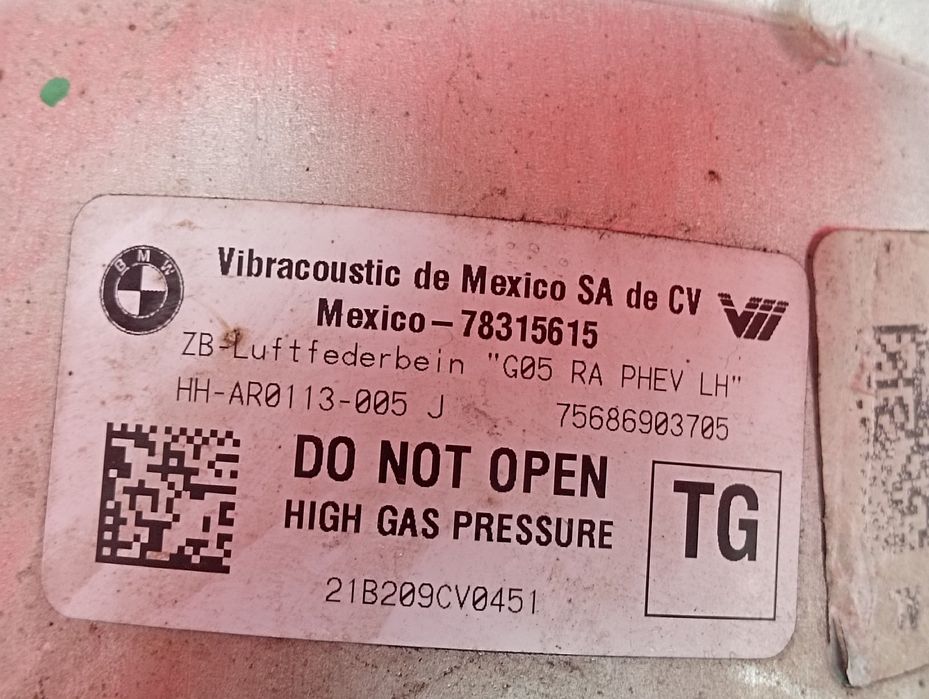 BMW
Vibracoustic de Mexico SA de CV
Mexico-78315615
ZB-Luftfederbein "G05 RA PHEV LH"
HH-AR0113-005 J 75686903705
DO NOT OPEN
HIGH GAS PRESSURE
TG
21B209CV0451